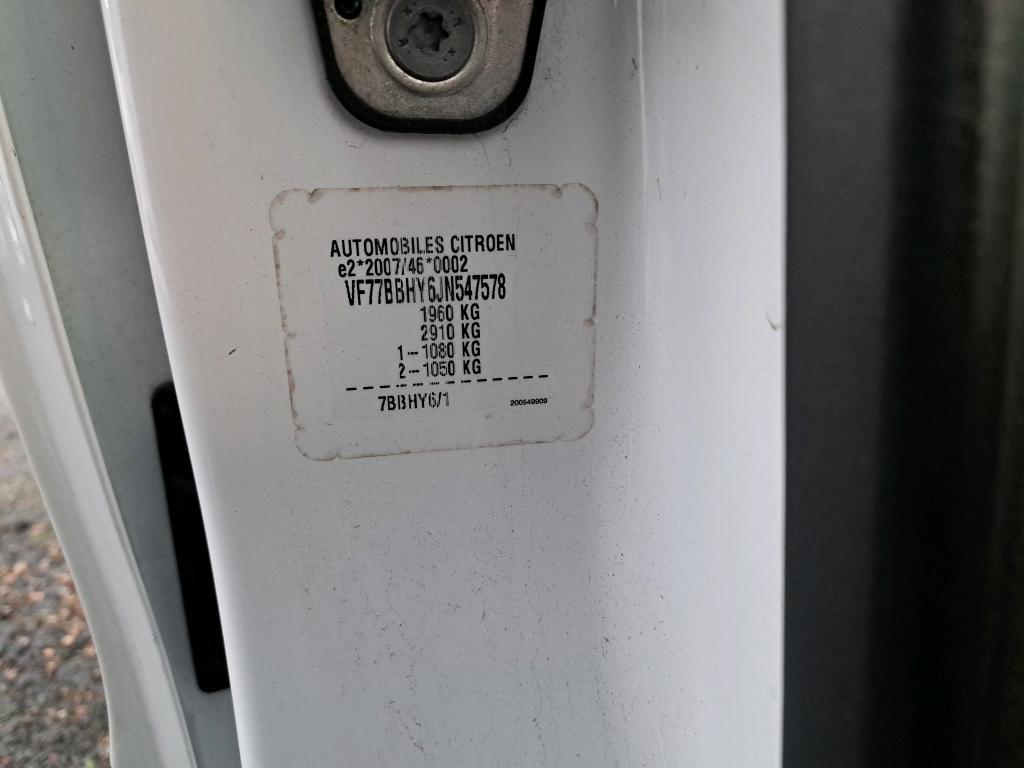 AUTOMOBILES CITROEN
e2*2007/46*0002
VF77BBHY6JN547578
1960 KG
2910 KG
1--1080 KG
2--1050 KG
7BBHY6/1
200549909